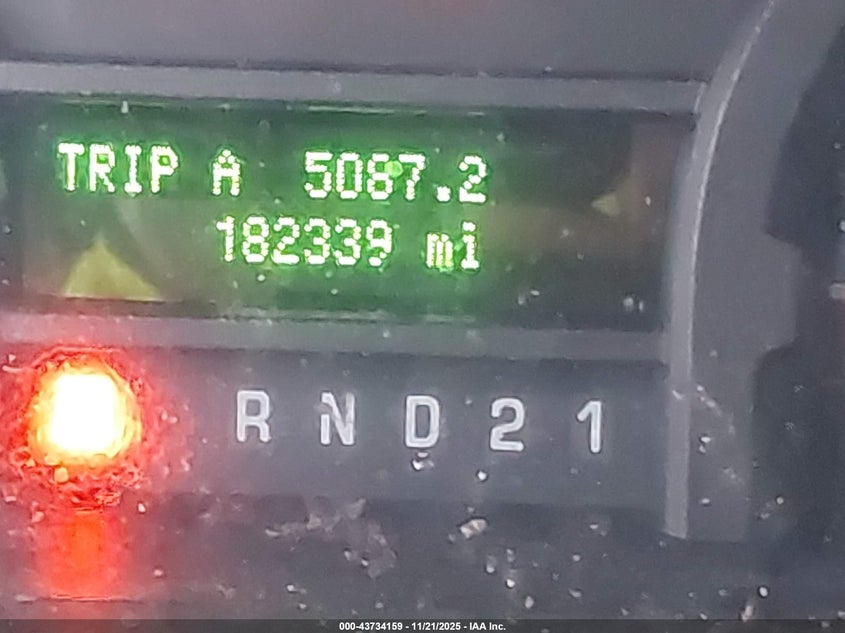 TRIP A 5087.2
182339 mi
R N D 2 1
000-43734159 - 11/21/2025 - IAA Inc.